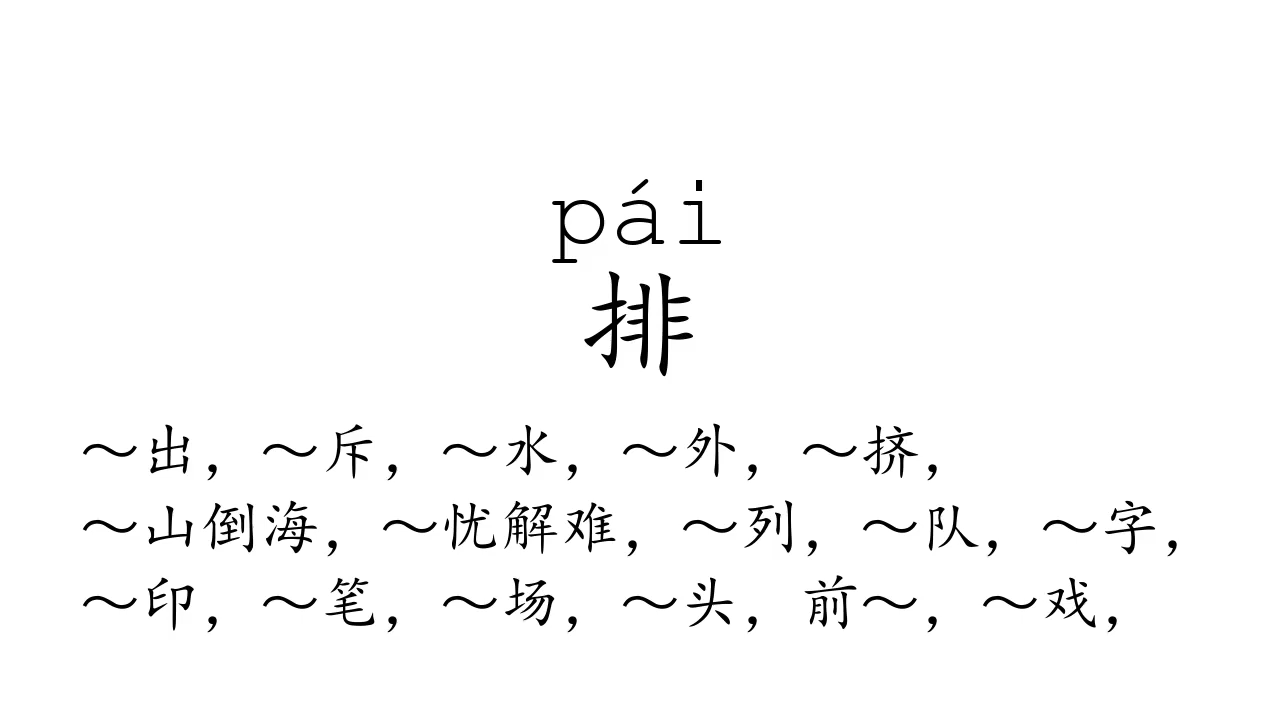 pái
排
～出，～斥，～水，～外，～挤，
～山倒海，～忧解难，～列，～队，～字，
～印，～笔，～场，～头，前～，～戏，